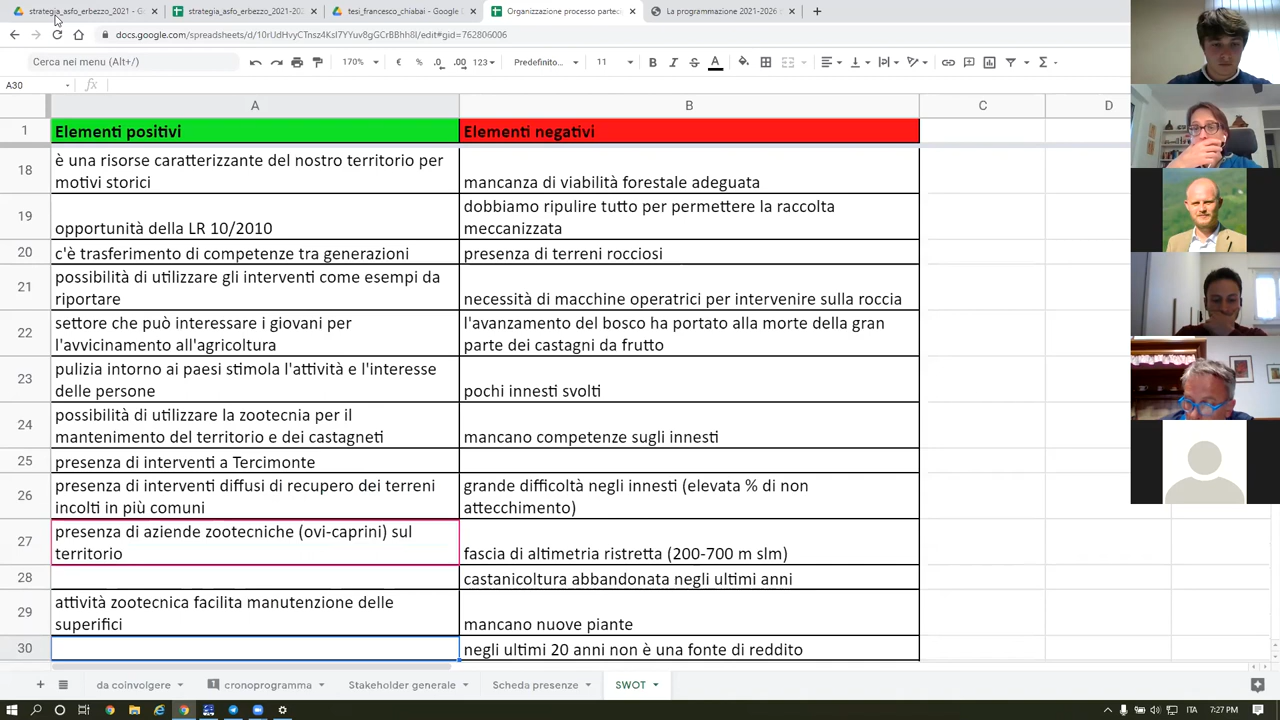 strategia_asfo_erbezzo_2021 - G
strategia_asfo_erbezzo_2021-202
tesi_francesco_chiabai - Google D
Organizzazione processo parteci
La programmazione 2021-2026 d
docs.google.com/spreadsheets/d/10rUdHvyCTnsz4KsI7YYuv8gGCrBBhh8I/edit#gid=762806006
Cerca nei menu (Alt+/)
170%
€
%
.0
.00
123
Predefinito...
11
B
I
S
A
A30
fx
A
B
C
D
1
Elementi positivi
Elementi negativi
18
è una risorse caratterizzante del nostro territorio per
motivi storici
mancanza di viabilità forestale adeguata
19
opportunità della LR 10/2010
dobbiamo ripulire tutto per permettere la raccolta
meccanizzata
20
c'è trasferimento di competenze tra generazioni
presenza di terreni rocciosi
21
possibilità di utilizzare gli interventi come esempi da
riportare
necessità di macchine operatrici per intervenire sulla roccia
22
settore che può interessare i giovani per
l'avvicinamento all'agricoltura
l'avanzamento del bosco ha portato alla morte della gran
parte dei castagni da frutto
23
pulizia intorno ai paesi stimola l'attività e l'interesse
delle persone
pochi innesti svolti
24
possibilità di utilizzare la zootecnia per il
mantenimento del territorio e dei castagneti
mancano competenze sugli innesti
25
presenza di interventi a Tercimonte
26
presenza di interventi diffusi di recupero dei terreni
incolti in più comuni
grande difficoltà negli innesti (elevata % di non
attecchimento)
27
presenza di aziende zootecniche (ovi-caprini) sul
territorio
fascia di altimetria ristretta (200-700 m slm)
28
castanicoltura abbandonata negli ultimi anni
29
attività zootecnica facilita manutenzione delle
superifici
mancano nuove piante
30
negli ultimi 20 anni non è una fonte di reddito
da coinvolgere
cronoprogramma
Stakeholder generale
Scheda presenze
SWOT
ITA
7:27 PM